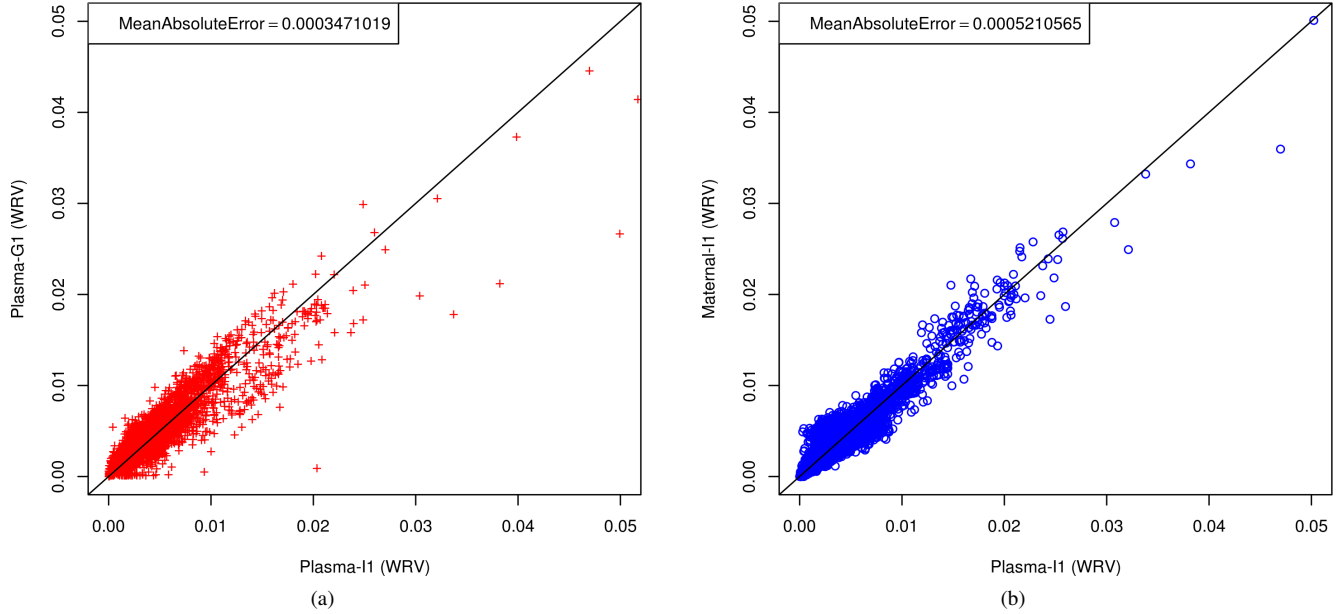 MeanAbsoluteError = 0.0003471019
Plasma-G1 (WRV)
0.05
0.04
0.03
0.02
0.01
0.00
0.00 0.01 0.02 0.03 0.04 0.05
Plasma-I1 (WRV)
(a)
MeanAbsoluteError = 0.0005210565
Maternal-I1 (WRV)
0.05
0.04
0.03
0.02
0.01
0.00
0.00 0.01 0.02 0.03 0.04 0.05
Plasma-I1 (WRV)
(b)